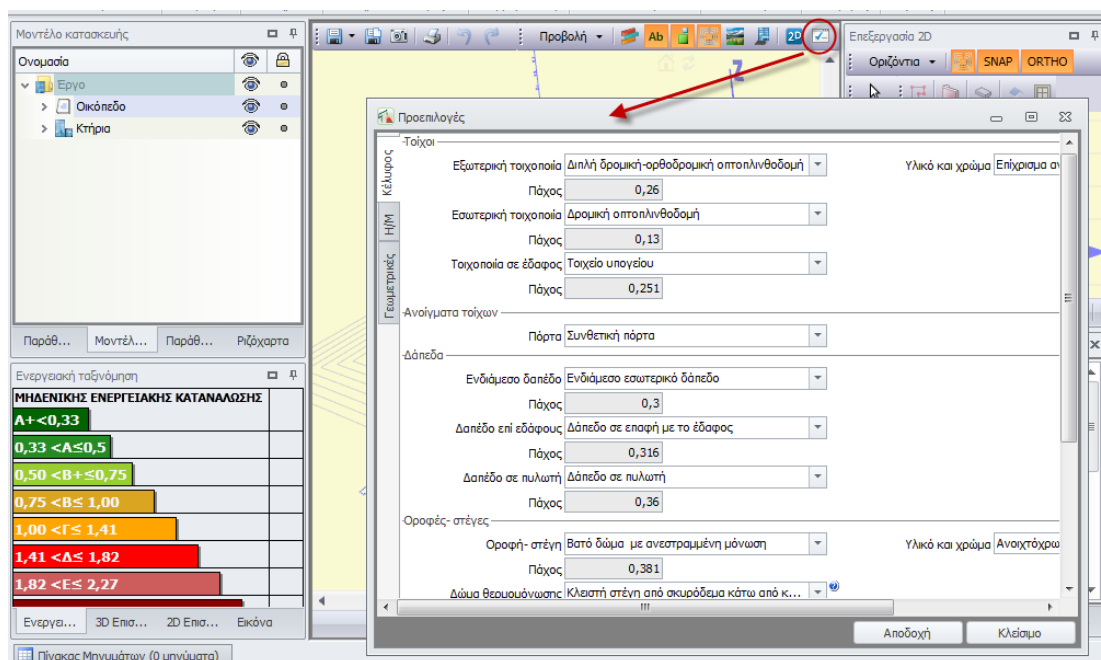 Μοντέλο κατασκευής
Ονομασία
Έργο
Οικόπεδο
Κτήρια
Παράθ... Μοντέλ... Παράθ... Ριζόχαρτα
Ενεργειακή ταξινόμηση
ΜΗΔΕΝΙΚΗΣ ΕΝΕΡΓΕΙΑΚΗΣ ΚΑΤΑΝΑΛΩΣΗΣ
A+<0,33
0,33 <A≤0,5
0,50 <B+≤0,75
0,75 <B≤ 1,00
1,00 <Γ≤ 1,41
1,41 <Δ≤ 1,82
1,82 <E≤ 2,27
Ενεργει... 3D Επισ... 2D Επισ... Εικόνα
Πίνακας Μηνυμάτων (0 μηνύματα)
Προβολή Ab 2D
Z
Επεξεργασία 2D
Οριζόντια SNAP ORTHO
Προεπιλογές
Κέλυφος
Η/Μ
Γεωμετρικές
Τοίχοι
Εξωτερική τοιχοποιία Διπλή δρομική-ορθοδρομική οπτοπλινθοδομή Υλικό και χρώμα Επίχρισμα αν
Πάχος 0,26
Εσωτερική τοιχοποιία Δρομική οπτοπλινθοδομή
Πάχος 0,13
Τοιχοποιία σε έδαφος Τοιχείο υπογείου
Πάχος 0,251
Ανοίγματα τοίχων
Πόρτα Συνθετική πόρτα
Δάπεδα
Ενδιάμεσο δαπέδο Ενδιάμεσο εσωτερικό δάπεδο
Πάχος 0,3
Δαπέδο επί εδάφους Δάπεδο σε επαφή με το έδαφος
Πάχος 0,316
Δαπέδο σε πυλωτή Δάπεδο σε πυλωτή
Πάχος 0,36
Οροφές- στέγες
Οροφή- στέγη Βατό δώμα με ανεστραμμένη μόνωση Υλικό και χρώμα Ανοιχτόχρω
Πάχος 0,381
Δώμα θερμομόνωσης Κλειστή στέγη από σκυρόδεμα κάτω από κ...
Αποδοχή Κλείσιμο